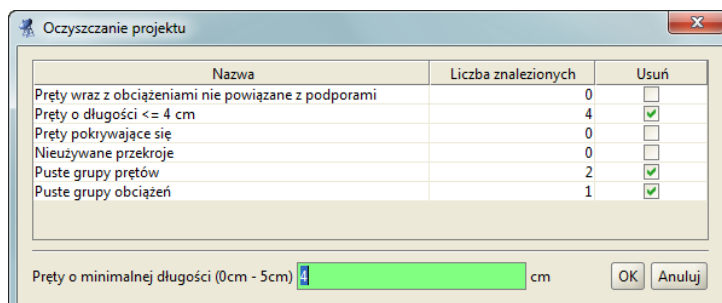 Oczyszczanie projektu
Nazwa Liczba znalezionych Usuń
Pręty wraz z obciążeniami nie powiązane z podporami 0
Pręty o długości <= 4 cm 4
Pręty pokrywające się 0
Nieużywane przekroje 0
Puste grupy prętów 2
Puste grupy obciążeń 1
Pręty o minimalnej długości (0cm - 5cm) 4 cm OK Anuluj